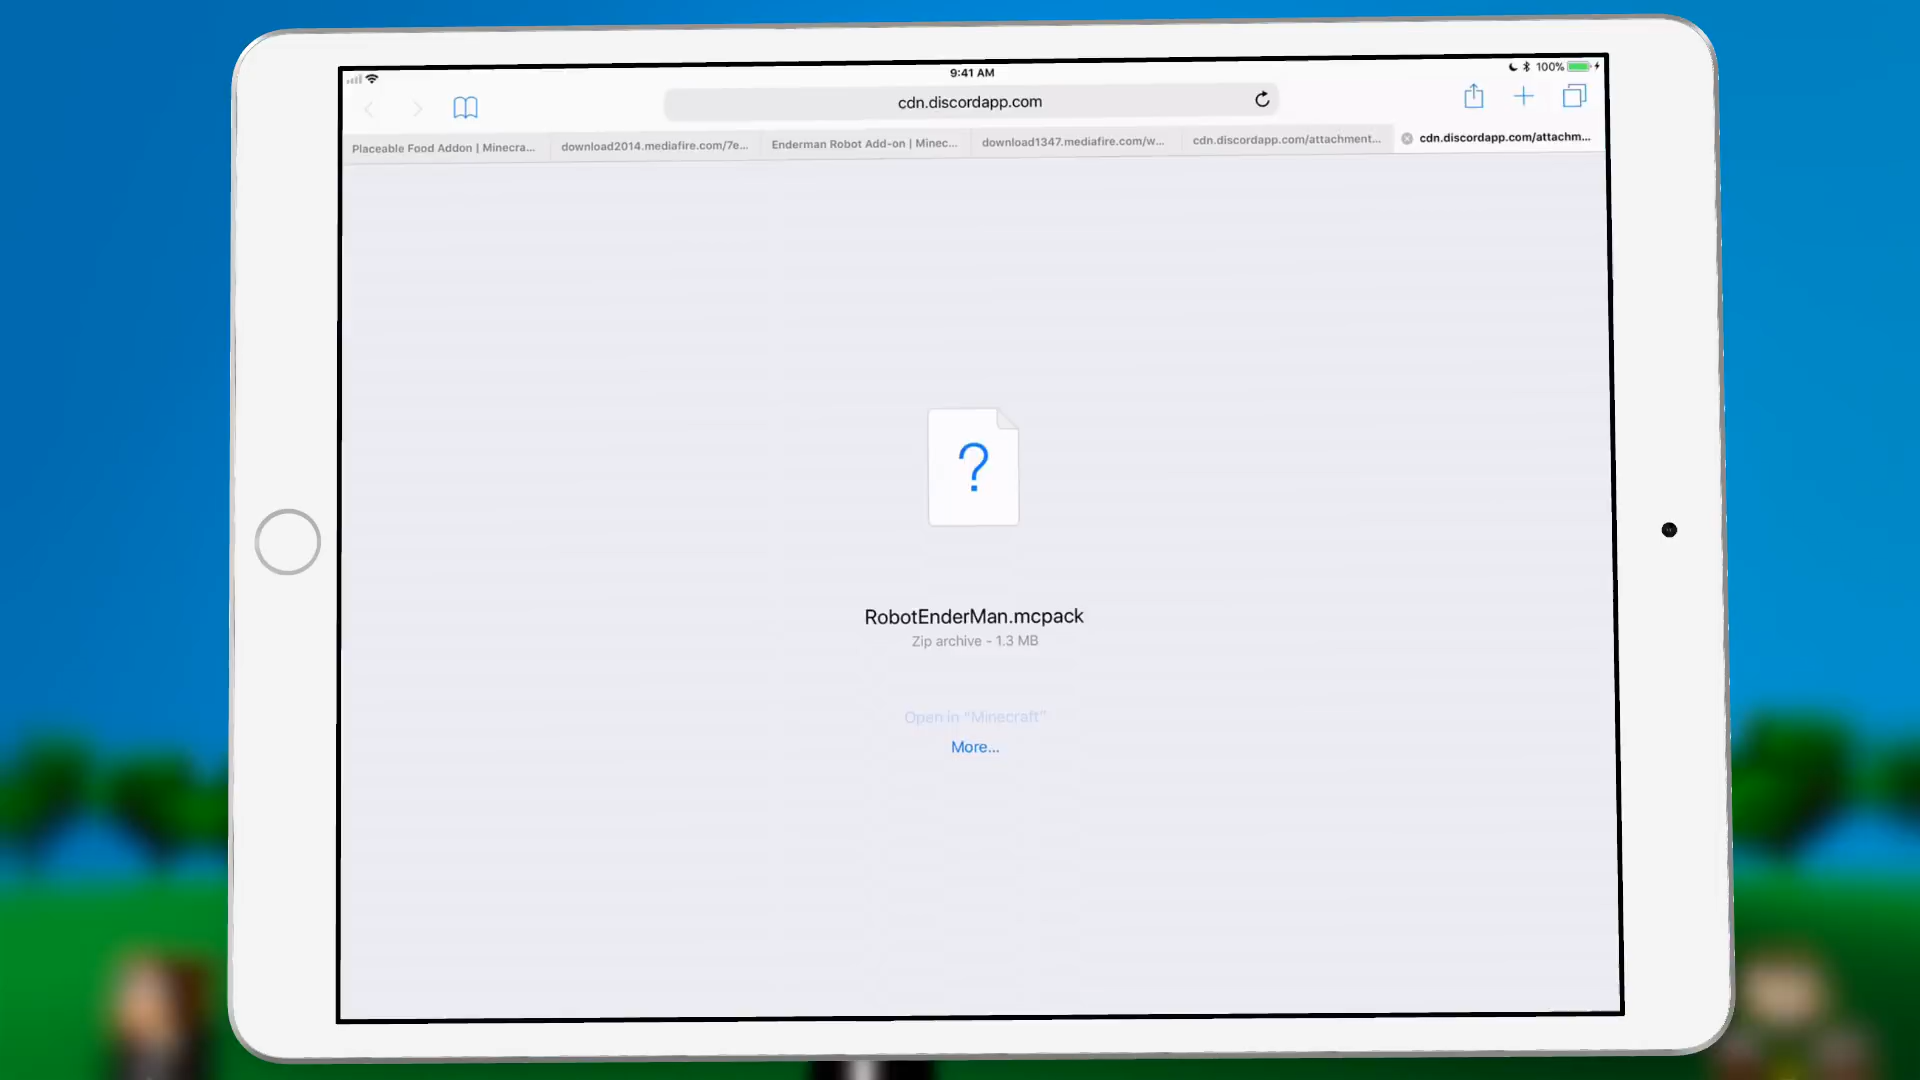 9:41 AM
100%
cdn.discordapp.com
Placeable Food Addon | Minecra...
download2014.mediafire.com/7e...
Enderman Robot Add-on | Minec...
download1347.mediafire.com/w...
cdn.discordapp.com/attachment...
cdn.discordapp.com/attachm...
?
RobotEnderMan.mcpack
Zip archive - 1.3 MB
Open in “Minecraft”
More...